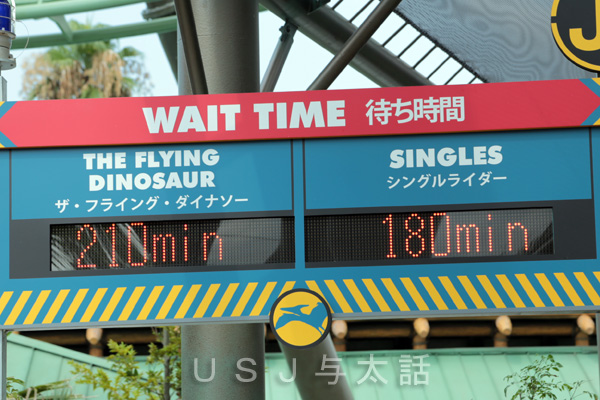 WAIT TIME 待ち時間
THE FLYING
DINOSAUR
ザ・フライング・ダイナソー
210min
SINGLES
シングルライダー
180min
USJ与太話